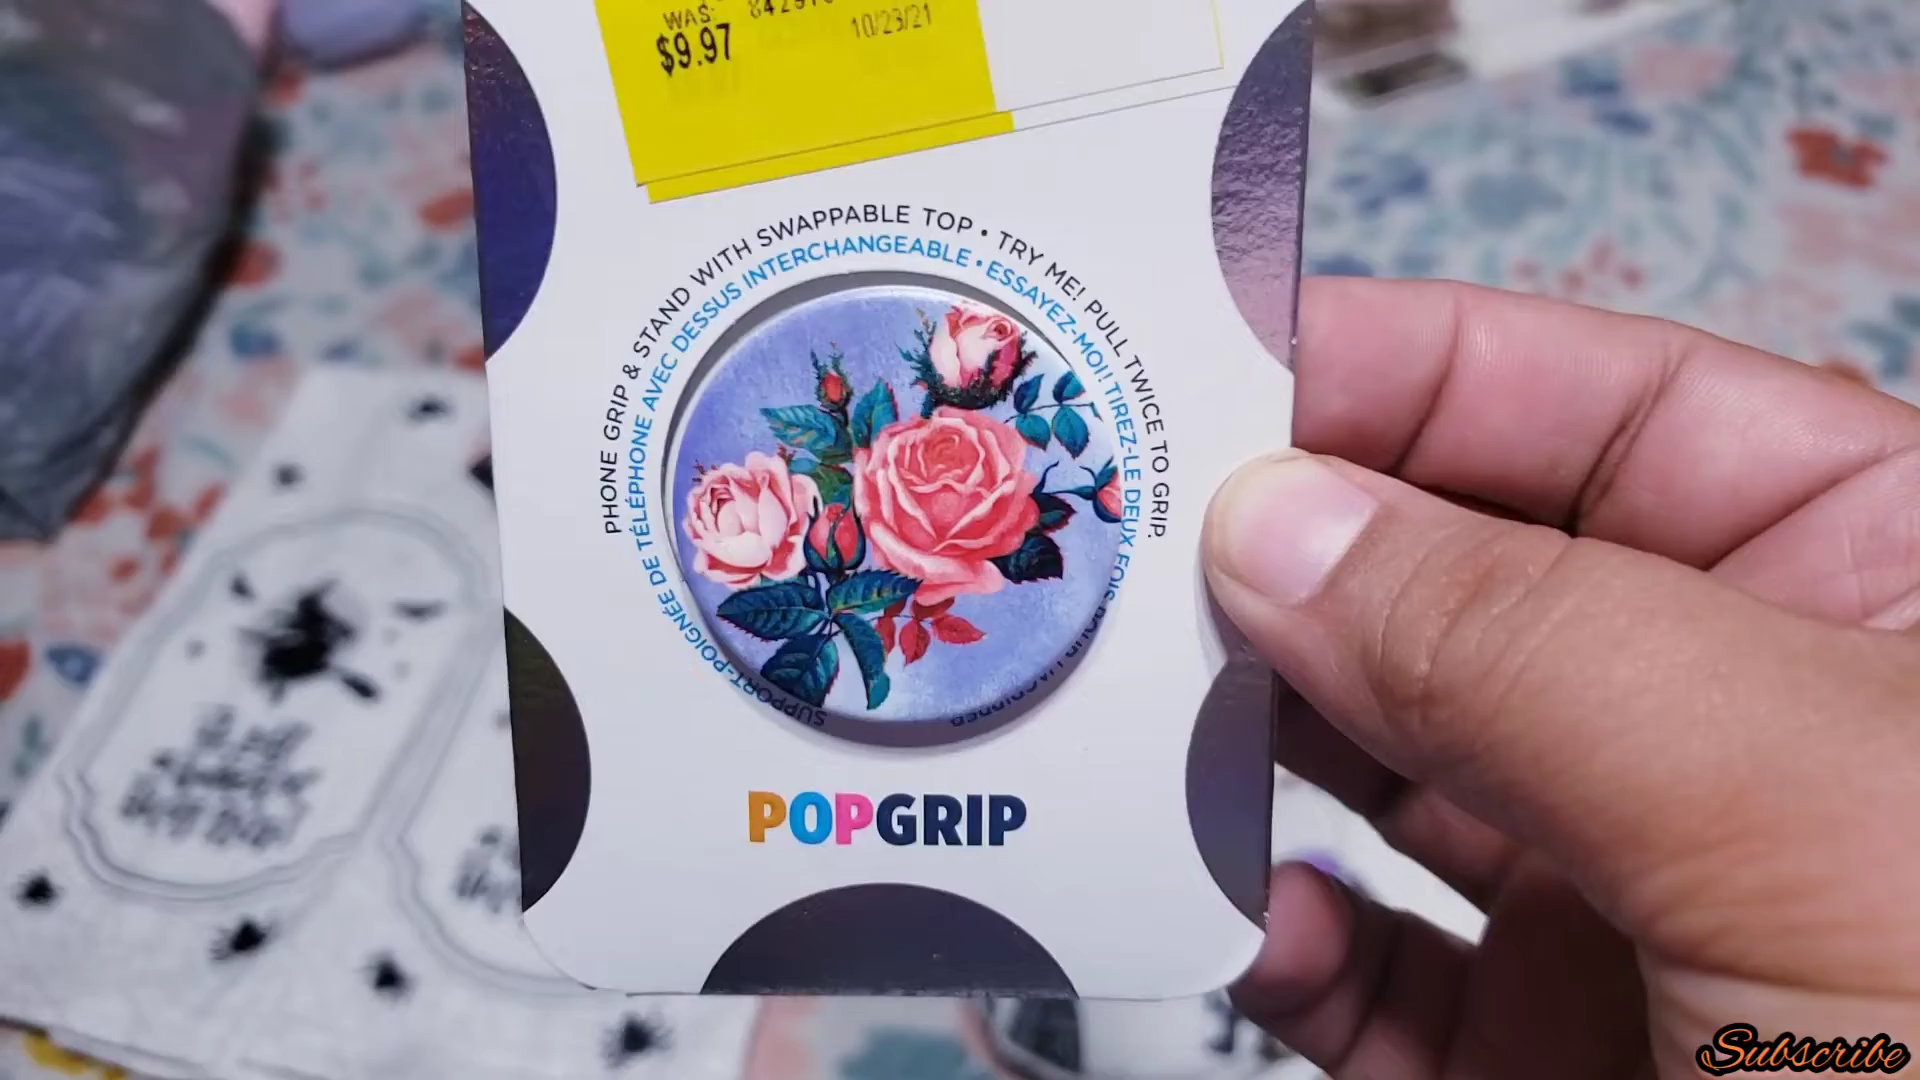 WAS:
$9.97
10/23/21
PHONE GRIP & STAND WITH SWAPPABLE TOP • TRY ME! PULL TWICE TO GRIP.
SUPPORT-POIGNÉE DE TÉLÉPHONE AVEC DESSUS INTERCHANGEABLE • ESSAYEZ-MOI! TIREZ-LE DEUX FOIS
POPGRIP
Subscribe